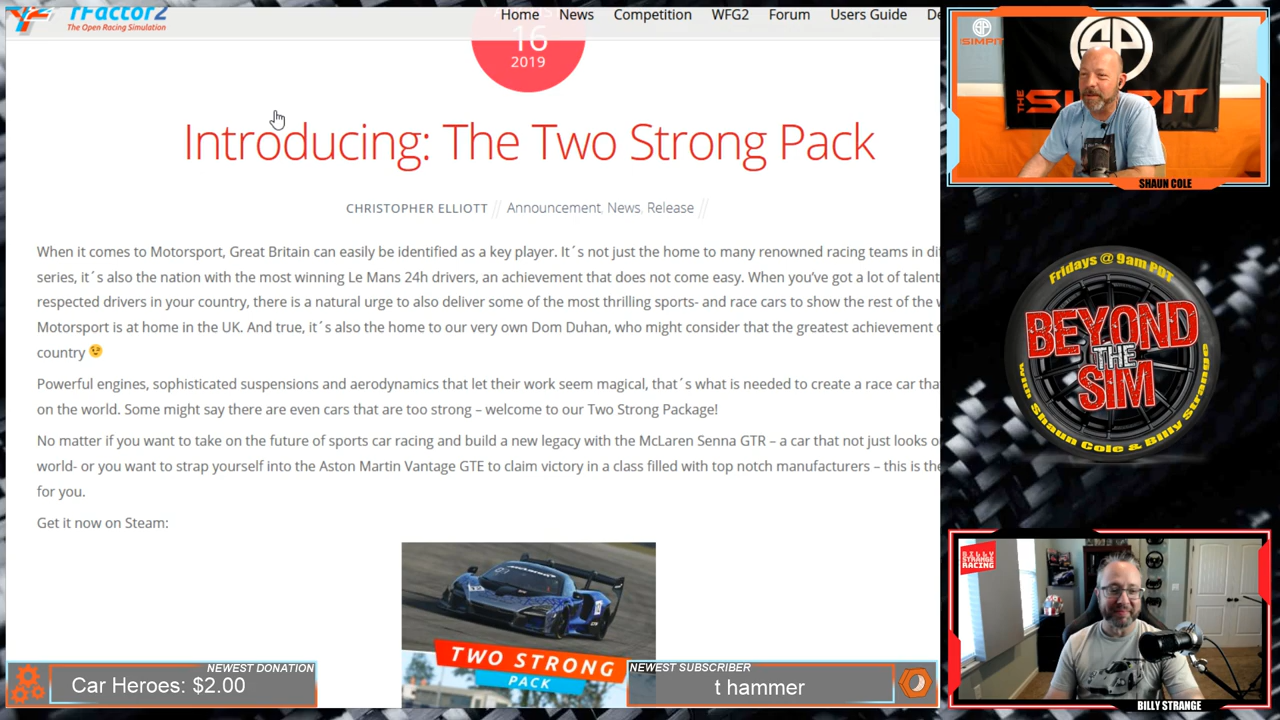 rFactor2
The Open Racing Simulation
Home News Competition WFG2 Forum Users Guide De
16
2019
Introducing: The Two Strong Pack
CHRISTOPHER ELLIOTT // Announcement, News, Release //
When it comes to Motorsport, Great Britain can easily be identified as a key player. It´s not just the home to many renowned racing teams in di
series, it´s also the nation with the most winning Le Mans 24h drivers, an achievement that does not come easy. When you've got a lot of talent
respected drivers in your country, there is a natural urge to also deliver some of the most thrilling sports- and race cars to show the rest of the
Motorsport is at home in the UK. And true, it´s also the home to our very own Dom Duhan, who might consider that the greatest achievement
country 😉
Powerful engines, sophisticated suspensions and aerodynamics that let their work seem magical, that´s what is needed to create a race car tha
on the world. Some might say there are even cars that are too strong – welcome to our Two Strong Package!
No matter if you want to take on the future of sports car racing and build a new legacy with the McLaren Senna GTR – a car that not just looks o
world- or you want to strap yourself into the Aston Martin Vantage GTE to claim victory in a class filled with top notch manufacturers – this is the
for you.
Get it now on Steam:
TWO STRONG
PACK
NEWEST DONATION
Car Heroes: $2.00
NEWEST SUBSCRIBER
t hammer
SP
SIMPIT
SP
THE SIMPIT
SHAUN COLE
Fridays @ 9am PDT
BEYOND
THE
SIM
With Shaun Cole & Billy Strange
BILLY
STRANGE
RACING
BILLY STRANGE